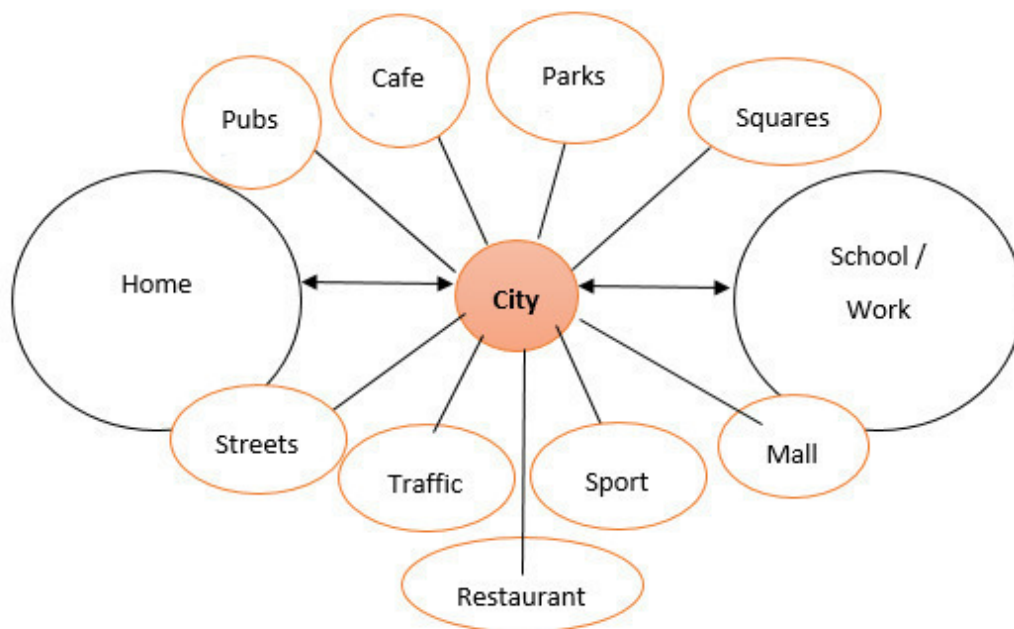 Cafe
Parks
Pubs
Squares
Home
City
School /
Work
Streets
Traffic
Sport
Mall
Restaurant